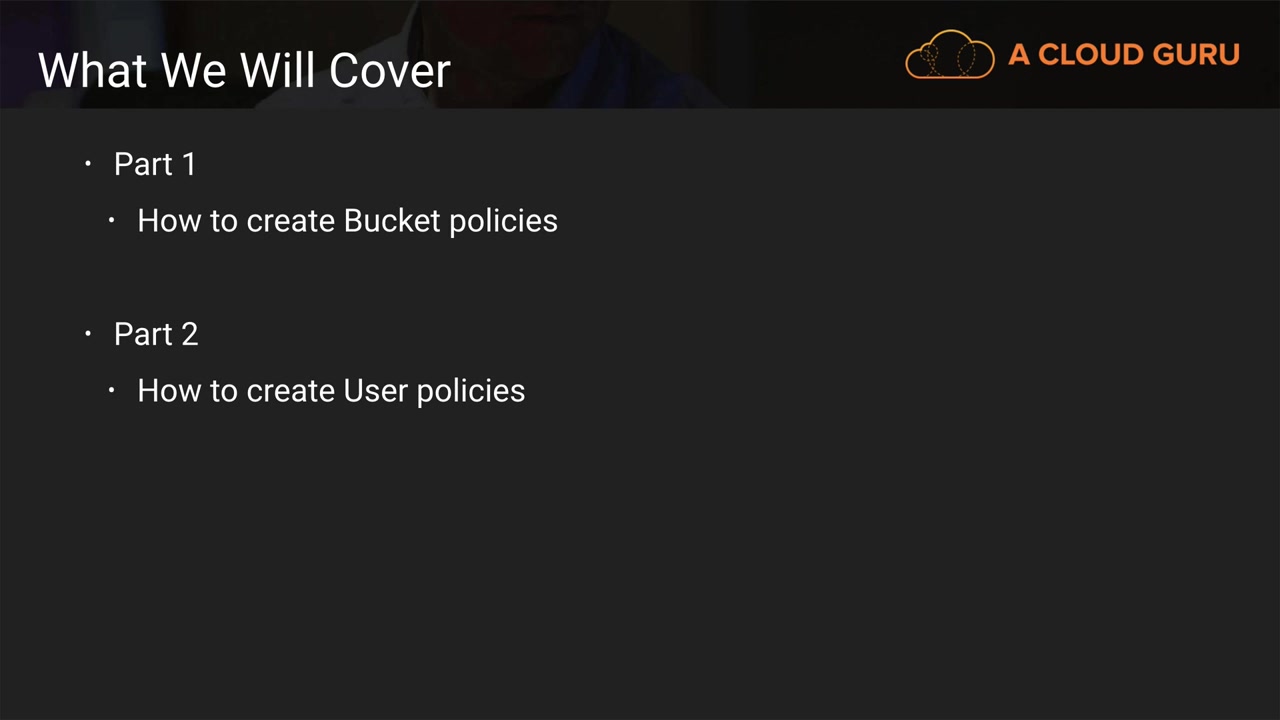 What We Will Cover
A CLOUD GURU
• Part 1
• How to create Bucket policies
• Part 2
• How to create User policies